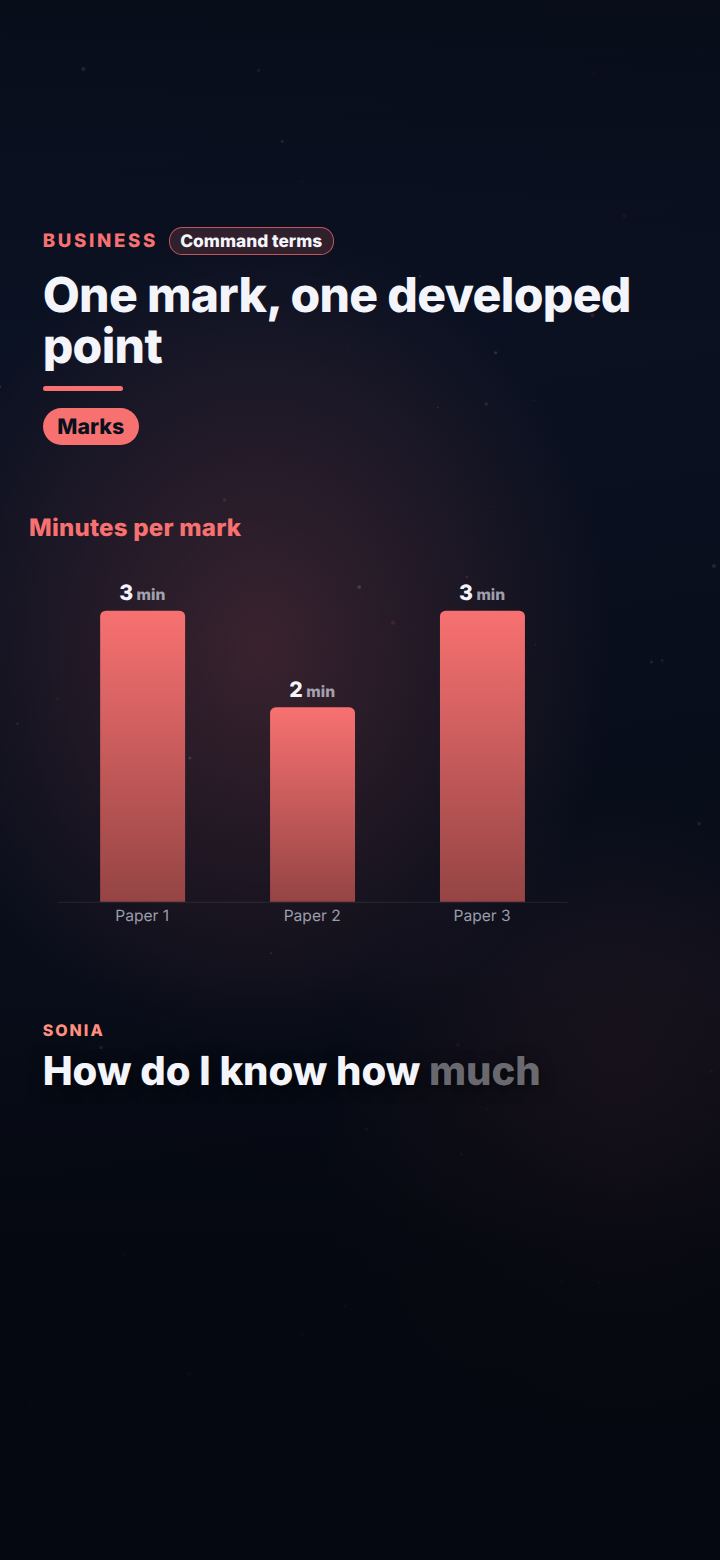 BUSINESS Command terms
One mark, one developed
point
Marks
Minutes per mark
3 min
2 min
3 min
Paper 1
Paper 2
Paper 3
SONIA
How do I know how much